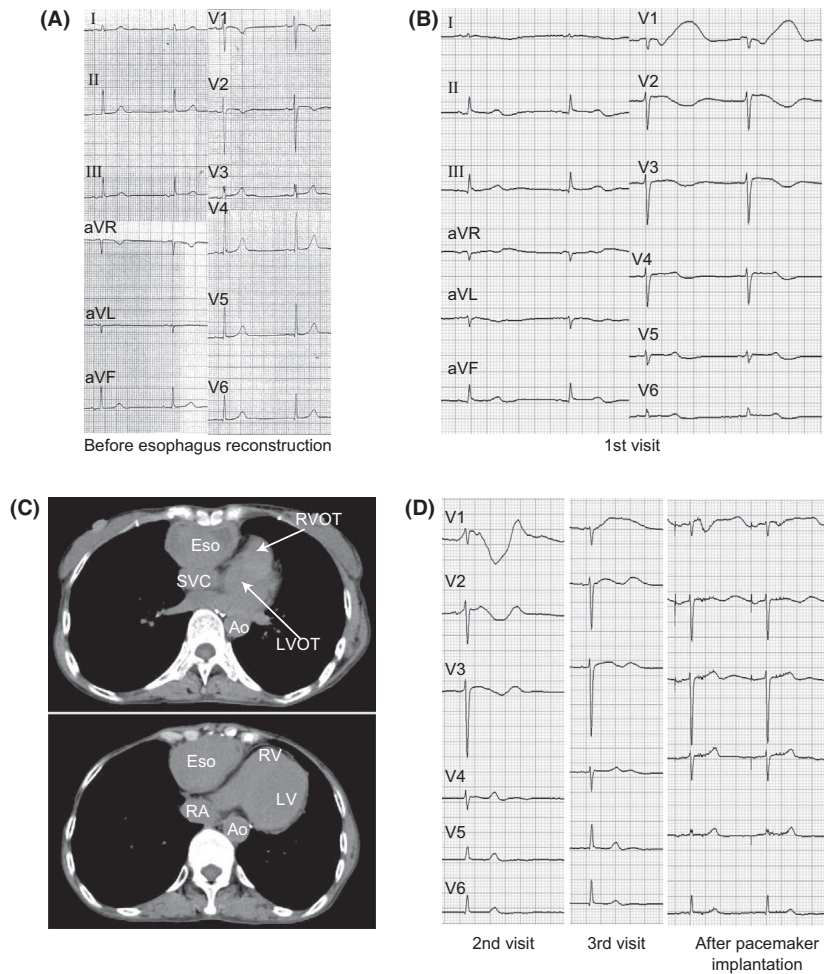 (A)
I
V1
II
V2
III
V3
aVR
V4
aVL
V5
aVF
V6
Before esophagus reconstruction
(B)
I
V1
II
V2
III
V3
aVR
V4
aVL
V5
aVF
V6
1st visit
(C)
RVOT
Eso
SVC
Ao
LVOT
Eso
RV
RA
LV
Ao
(D)
V1
V2
V3
V4
V5
V6
2nd visit
3rd visit
After pacemaker
implantation